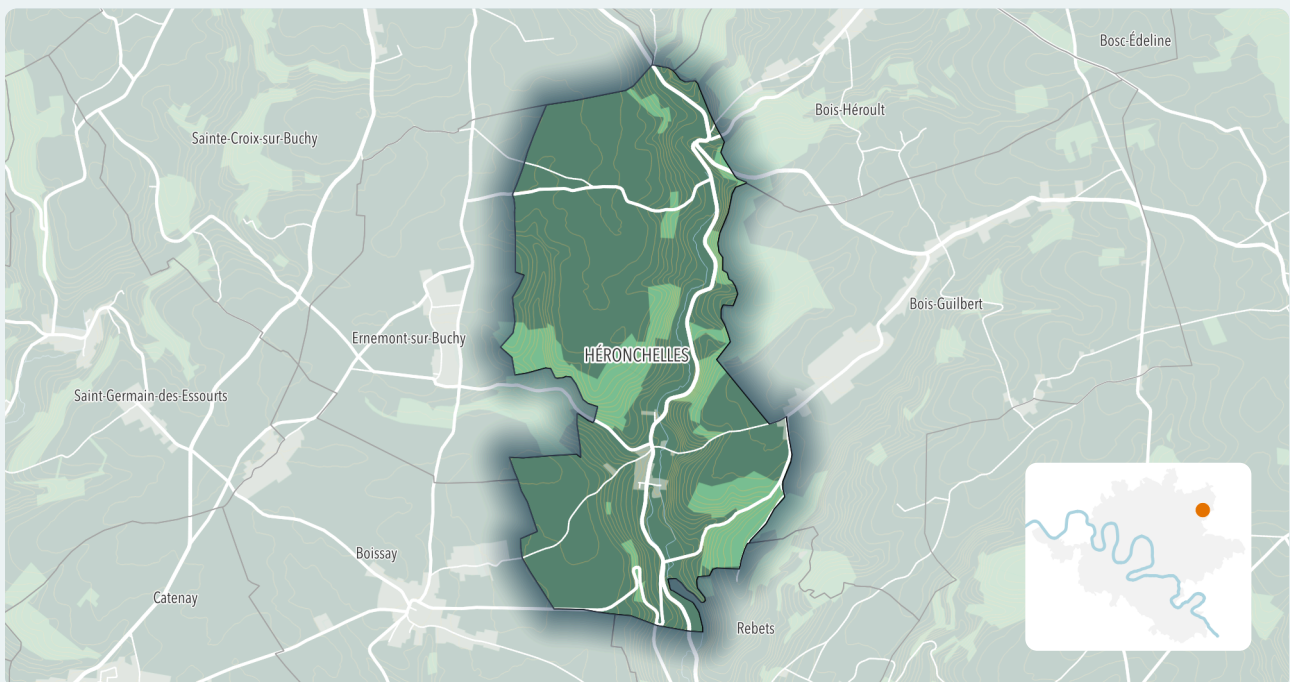 Bosc-Édeline
Bois-Héroult
Sainte-Croix-sur-Buchy
Bois-Guilbert
Ernemont-sur-Buchy
HÉRONCHELLES
Saint-Germain-des-Essourts
Boissay
Catenay
Rebets